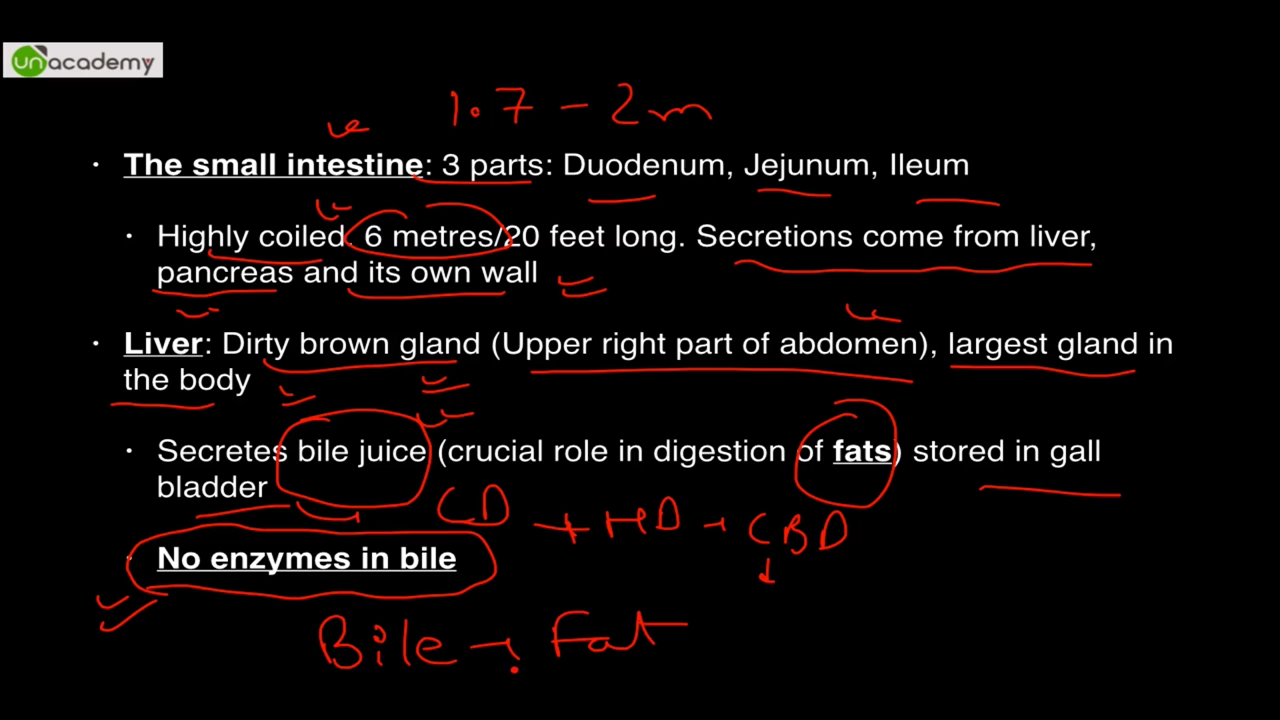 unacademy
1.7 - 2m
· The small intestine: 3 parts: Duodenum, Jejunum, Ileum
· Highly coiled. 6 metres/20 feet long. Secretions come from liver,
pancreas and its own wall
· Liver: Dirty brown gland (Upper right part of abdomen), largest gland in
the body
· Secretes bile juice (crucial role in digestion of fats) stored in gall
bladder
CD + HD → CBD
· No enzymes in bile
Bile → Fat